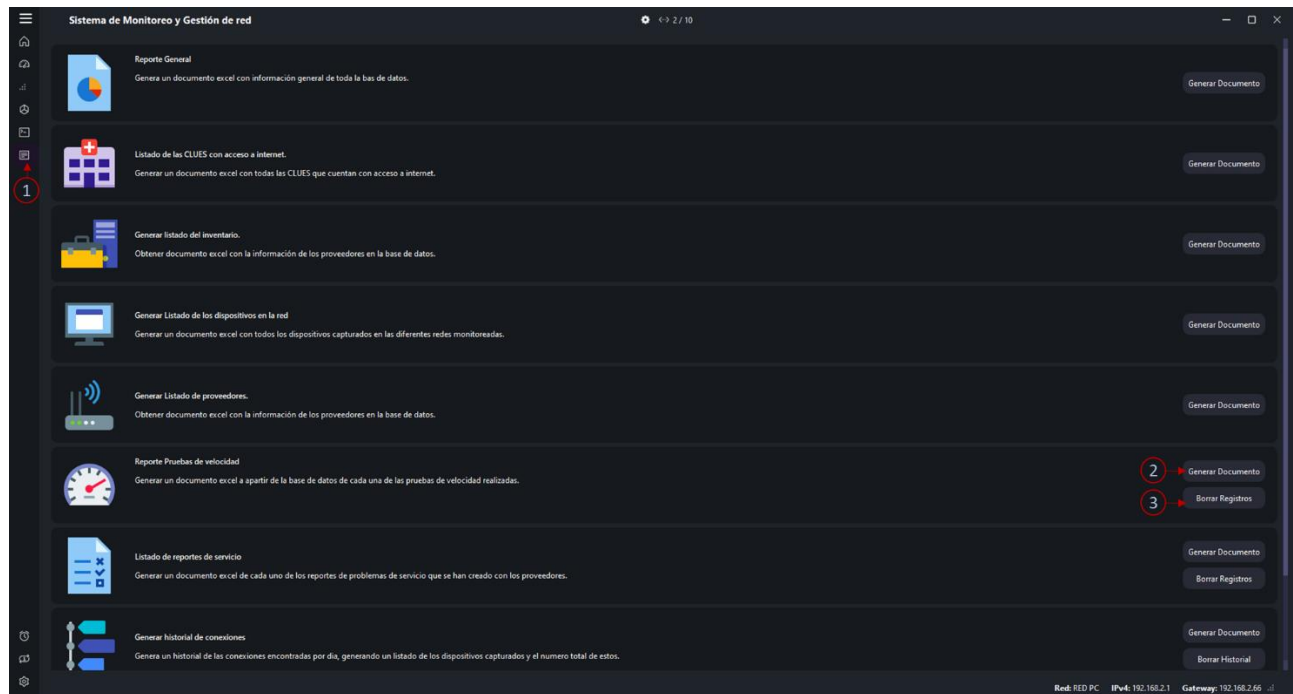 Sistema de Monitoreo y Gestión de red
2 / 10
Reporte General
Genera un documento excel con información general de toda la bas de datos.
Generar Documento
Listado de las CLUES con acceso a internet.
Generar un documento excel con todas las CLUES que cuentan con acceso a internet.
Generar Documento
1
Generar listado del inventario.
Obtener documento excel con la información de los proveedores en la base de datos.
Generar Documento
Generar Listado de los dispositivos en la red
Generar un documento excel con todos los dispositivos capturados en las diferentes redes monitoreadas.
Generar Documento
Generar Listado de proveedores.
Obtener documento excel con la información de los proveedores en la base de datos.
Generar Documento
Reporte Pruebas de velocidad
Generar un documento excel a apartir de la base de datos de cada una de las pruebas de velocidad realizadas.
2 Generar Documento
3 Borrar Registros
Listado de reportes de servicio
Generar un documento excel de cada uno de los reportes de problemas de servicio que se han creado con los proveedores.
Generar Documento
Borrar Registros
Generar historial de conexiones
Genera un historial de las conexiones encontradas por dia, generando un listado de los dispositivos capturados y el numero total de estos.
Generar Documento
Borrar Historial
Red: RED PC IPv4: 192.168.2.1 Gateway: 192.168.2.66